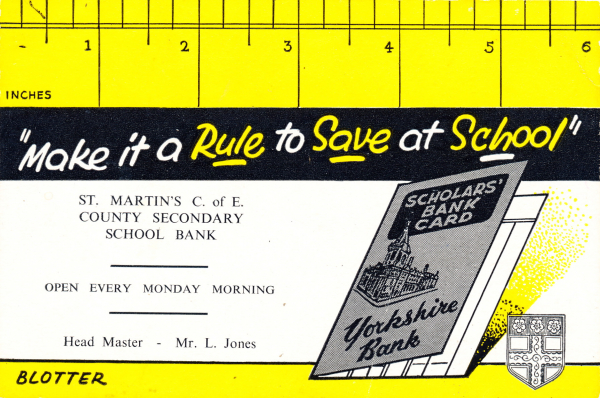 1 2 3 4 5 6
INCHES
"Make it a Rule to Save at School"
ST. MARTIN'S C. of E.
COUNTY SECONDARY
SCHOOL BANK
OPEN EVERY MONDAY MORNING
Head Master - Mr. L. Jones
SCHOLARS'
BANK
CARD
Yorkshire
Bank
BLOTTER